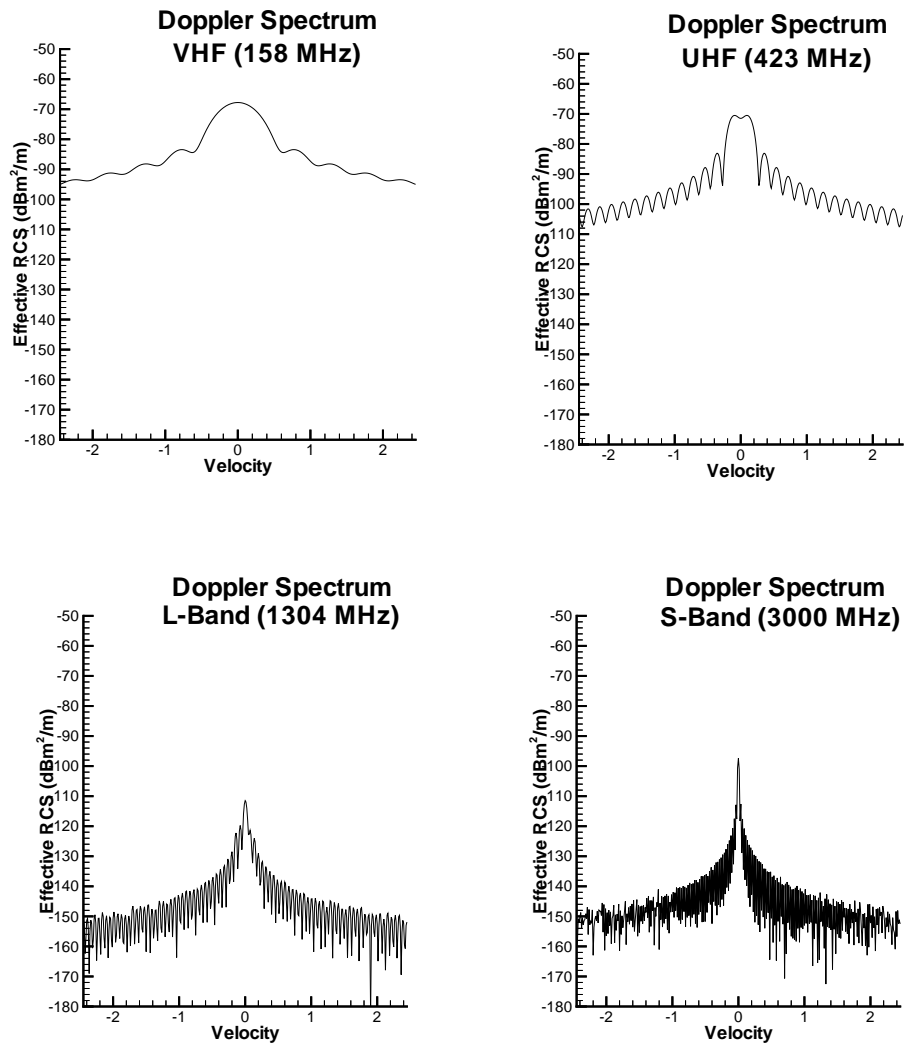 Doppler Spectrum
VHF (158 MHz)
-50
-60
-70
-80
-90
-100
-110
-120
-130
-140
-150
-160
-170
-180
Effective RCS (dBm²/m)
-2 -1 0 1 2
Velocity
Doppler Spectrum
UHF (423 MHz)
-50
-60
-70
-80
-90
-100
-110
-120
-130
-140
-150
-160
-170
-180
Effective RCS (dBm²/m)
-2 -1 0 1 2
Velocity
Doppler Spectrum
L-Band (1304 MHz)
-50
-60
-70
-80
-90
-100
-110
-120
-130
-140
-150
-160
-170
-180
Effective RCS (dBm²/m)
-2 -1 0 1 2
Velocity
Doppler Spectrum
S-Band (3000 MHz)
-50
-60
-70
-80
-90
-100
-110
-120
-130
-140
-150
-160
-170
-180
Effective RCS (dBm²/m)
-2 -1 0 1 2
Velocity